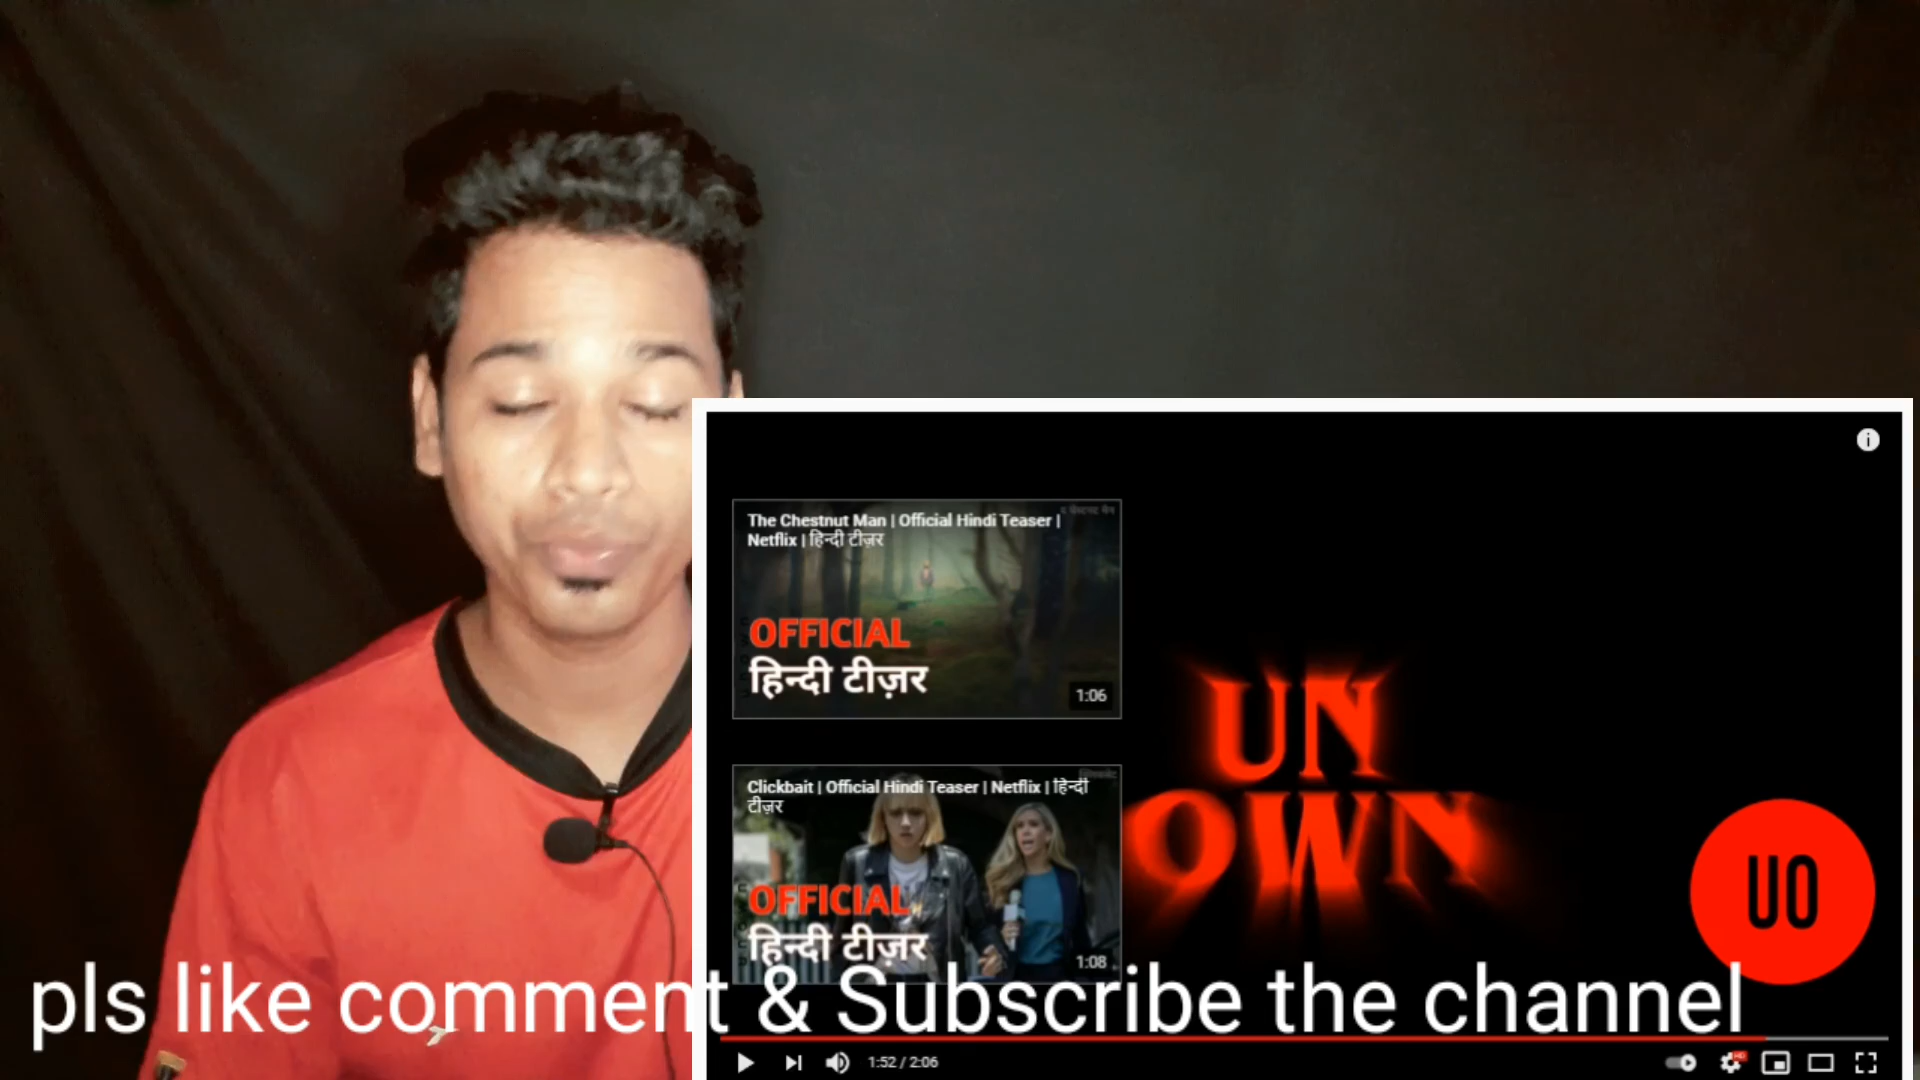 The Chestnut Man | Official Hindi Teaser |
Netflix | हिन्दी टीज़र
OFFICIAL
हिन्दी टीज़र
1:06
Clickbait | Official Hindi Teaser | Netflix | हिन्दी
टीज़र
OFFICIAL
हिन्दी टीज़र
1:08
UN
OWN
UO
pls like comment & Subscribe the channel
1:52 / 2:06
HD